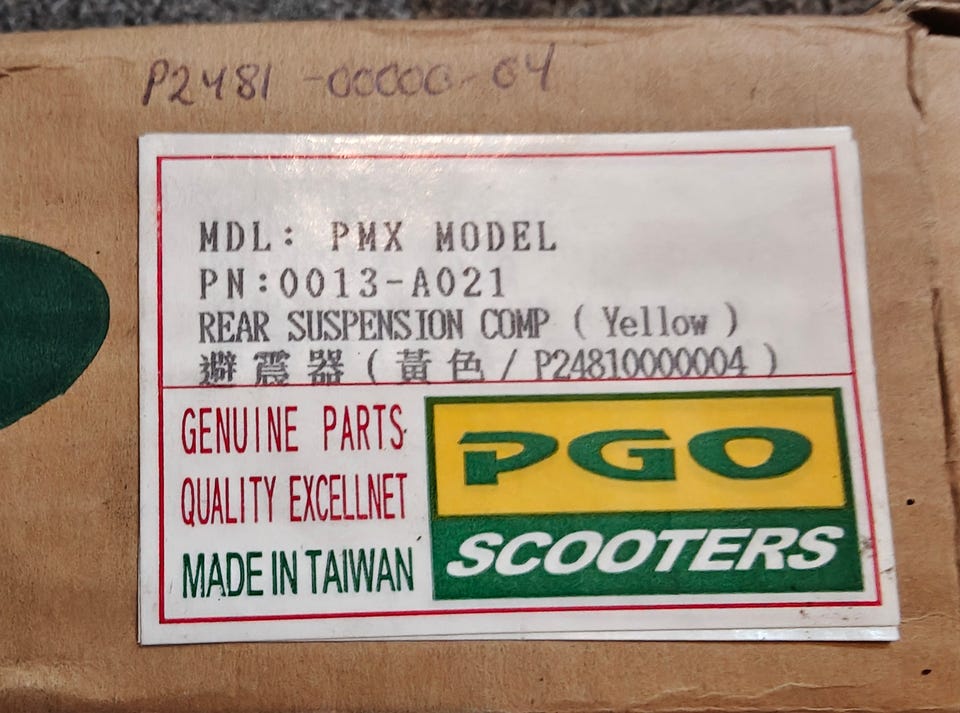 P2481-00000-04
MDL: PMX MODEL
PN:0013-A021
REAR SUSPENSION COMP ( Yellow )
避震器 ( 黃色 / P24810000004 )
GENUINE PARTS
QUALITY EXCELLNET
MADE IN TAIWAN
PGO
SCOOTERS